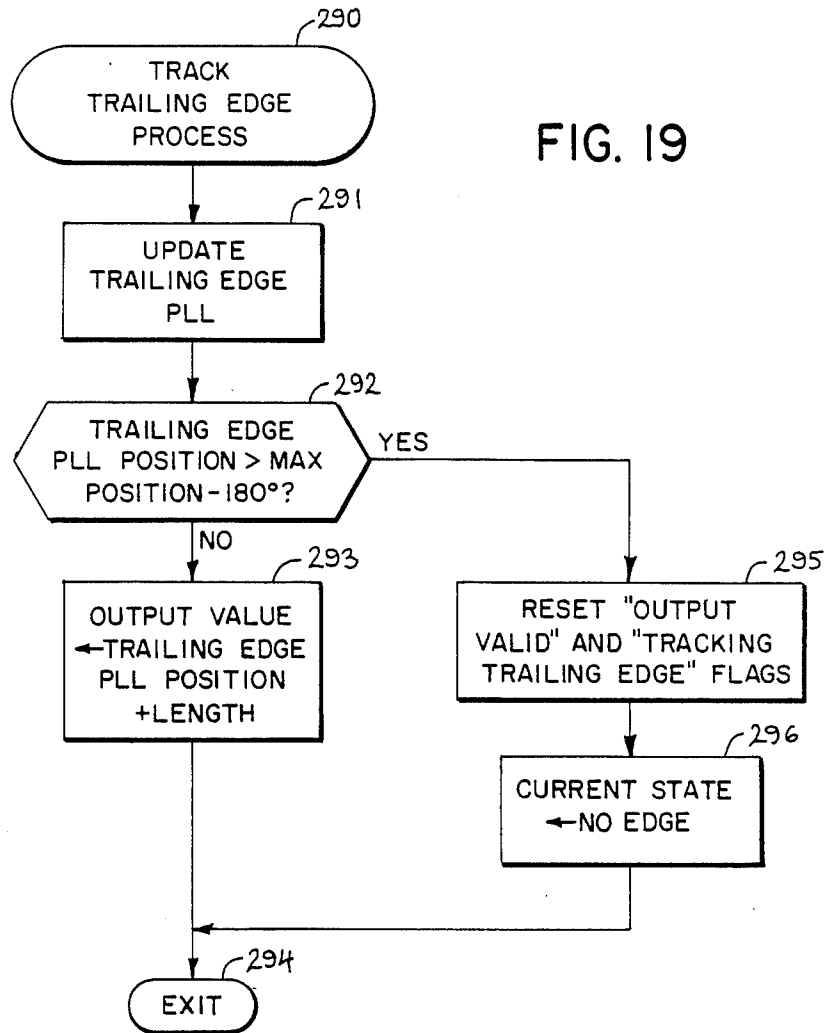 290
TRACK
TRAILING EDGE
PROCESS
FIG. 19
291
UPDATE
TRAILING EDGE
PLL
292
TRAILING EDGE
PLL POSITION > MAX
POSITION-180°?
YES
NO
293
OUTPUT VALUE
←TRAILING EDGE
PLL POSITION
+LENGTH
295
RESET "OUTPUT
VALID" AND "TRACKING
TRAILING EDGE" FLAGS
296
CURRENT STATE
←NO EDGE
294
EXIT